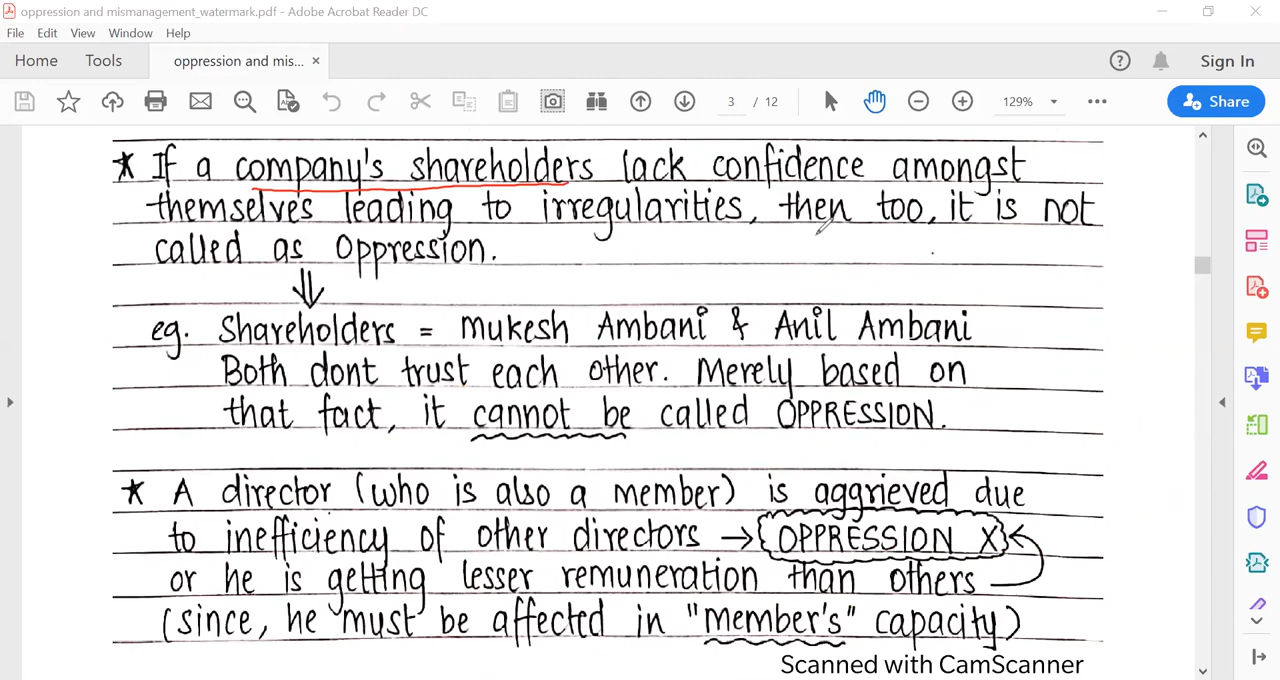 oppression and mismanagement_watermark.pdf - Adobe Acrobat Reader DC
File Edit View Window Help
Home Tools oppression and mis... × Sign In
3 / 12 129% Share
* If a company's shareholders lack confidence amongst
themselves leading to irregularities, then too, it is not
called as Oppression.
⇓
eg. Shareholders = Mukesh Ambani & Anil Ambani
Both dont trust each other. Merely based on
that fact, it cannot be called OPPRESSION.
* A director (who is also a member) is aggrieved due
to inefficiency of other directors → OPPRESSION X
or he is getting lesser remuneration than others
(since, he must be affected in "member's" capacity)
Scanned with CamScanner